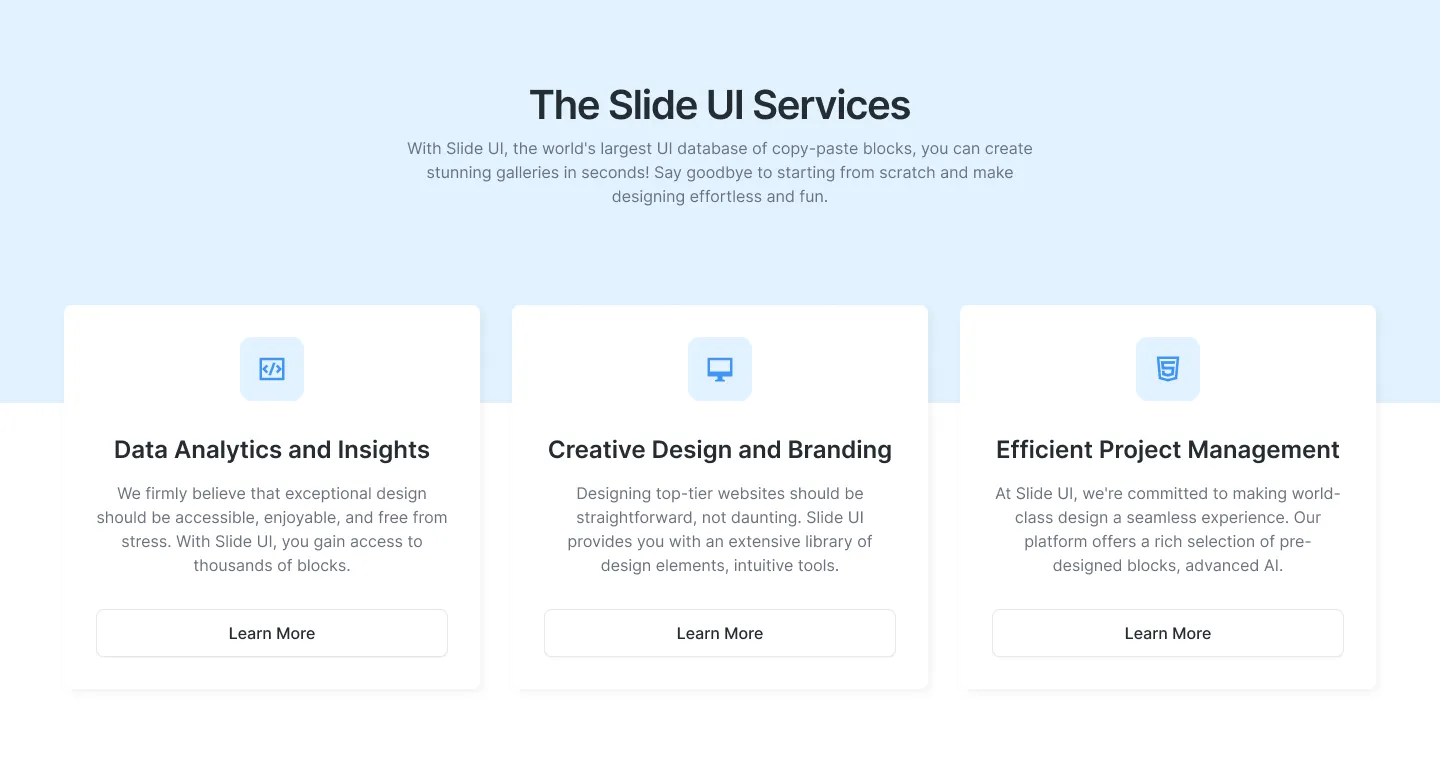 The Slide UI Services
With Slide UI, the world's largest UI database of copy-paste blocks, you can create
stunning galleries in seconds! Say goodbye to starting from scratch and make
designing effortless and fun.
Data Analytics and Insights
We firmly believe that exceptional design
should be accessible, enjoyable, and free from
stress. With Slide UI, you gain access to
thousands of blocks.
Learn More
Creative Design and Branding
Designing top-tier websites should be
straightforward, not daunting. Slide UI
provides you with an extensive library of
design elements, intuitive tools.
Learn More
Efficient Project Management
At Slide UI, we're committed to making world-
class design a seamless experience. Our
platform offers a rich selection of pre-
designed blocks, advanced AI.
Learn More